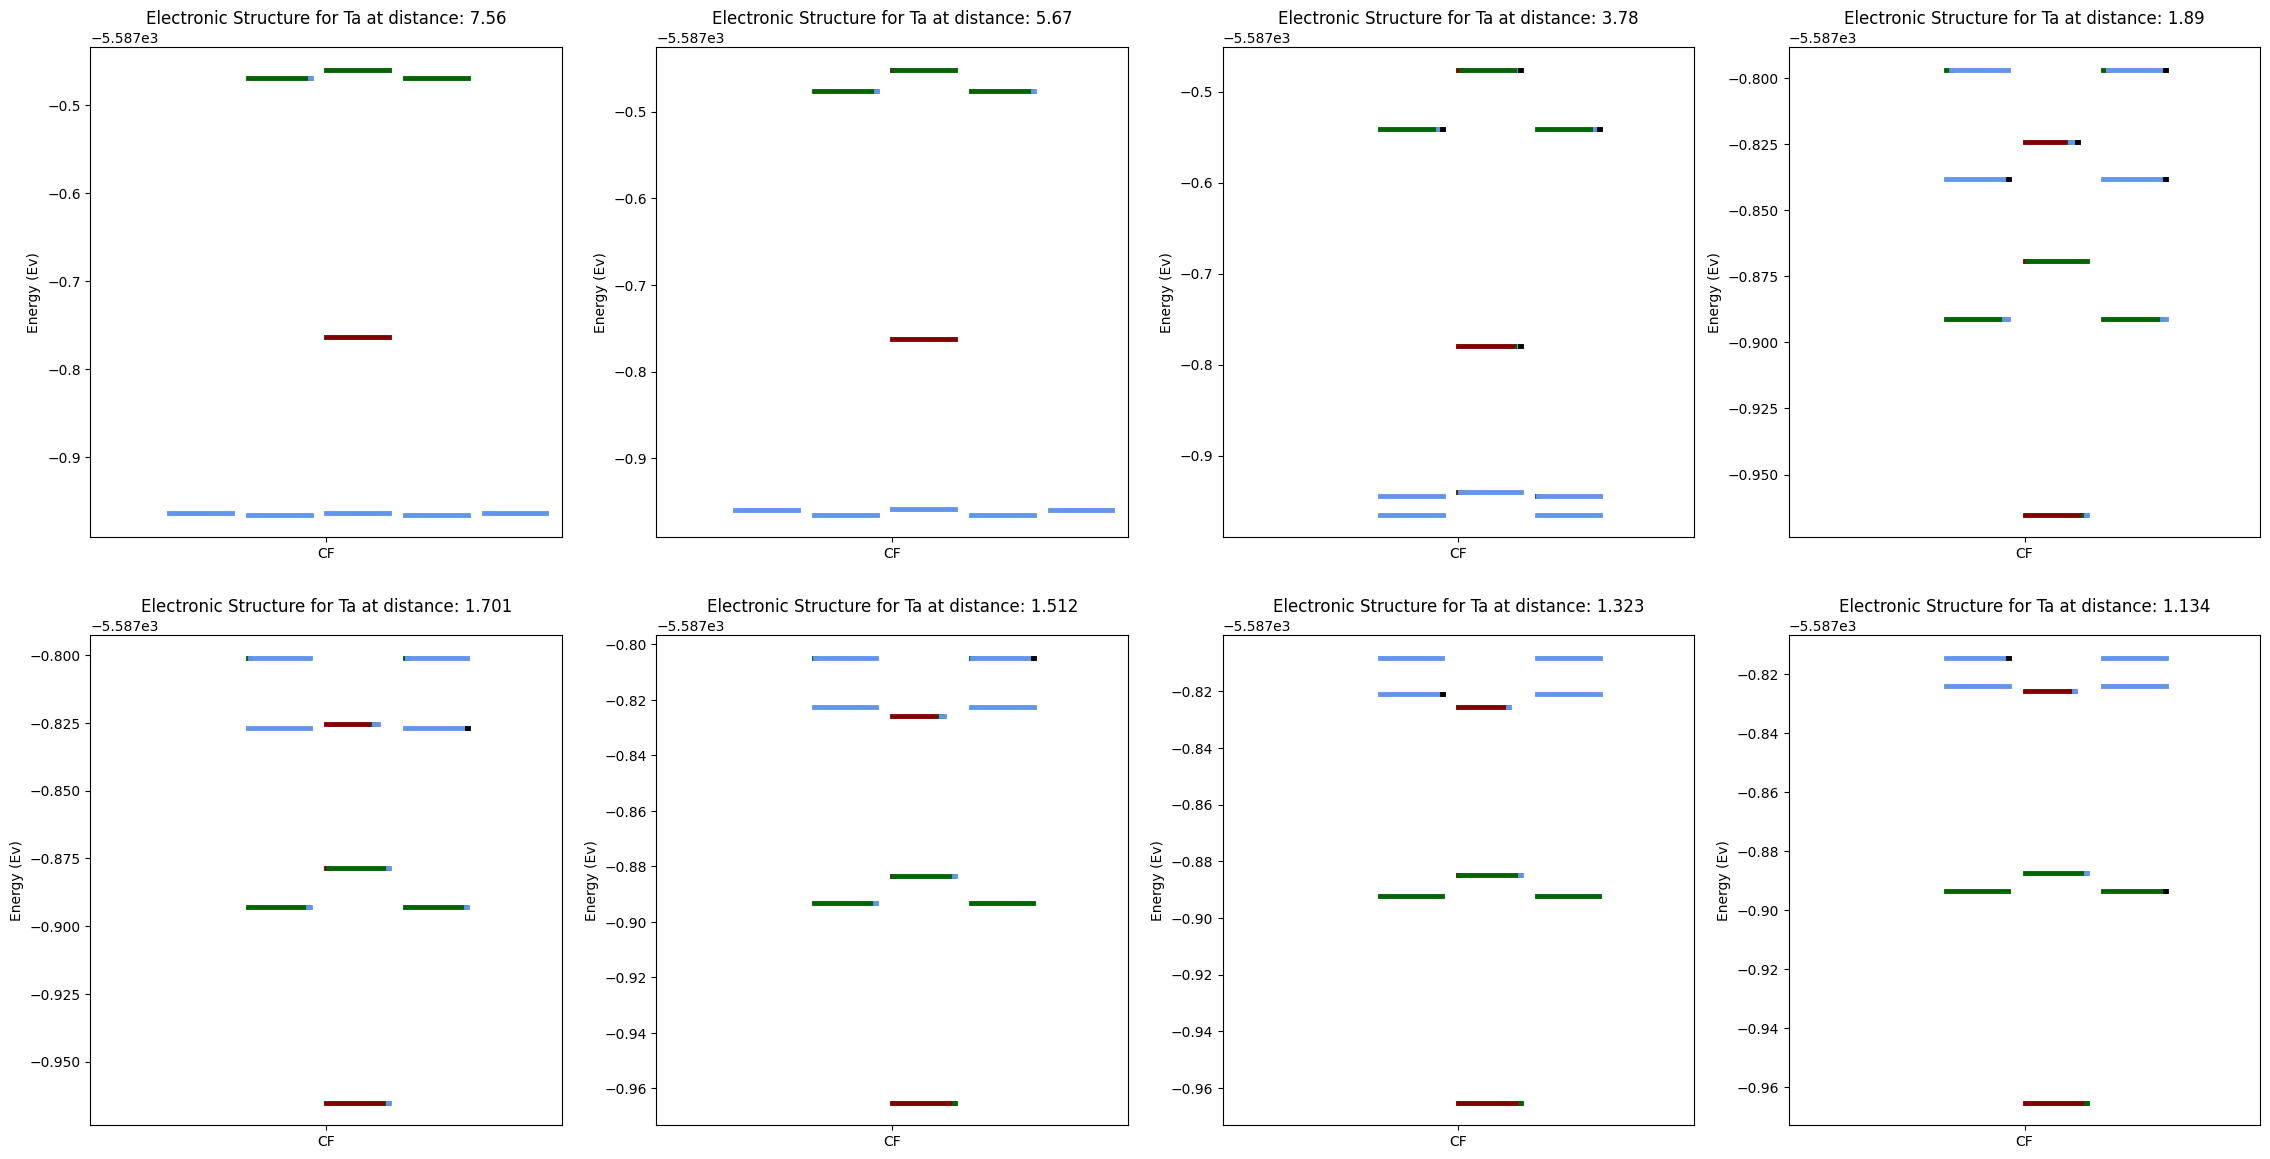 Electronic Structure for Ta at distance: 7.56
−5.587e3
−0.5
−0.6
−0.7
−0.8
−0.9
Energy (Ev)
CF
Electronic Structure for Ta at distance: 5.67
−5.587e3
−0.5
−0.6
−0.7
−0.8
−0.9
Energy (Ev)
CF
Electronic Structure for Ta at distance: 3.78
−5.587e3
−0.5
−0.6
−0.7
−0.8
−0.9
Energy (Ev)
CF
Electronic Structure for Ta at distance: 1.89
−5.587e3
−0.800
−0.825
−0.850
−0.875
−0.900
−0.925
−0.950
Energy (Ev)
CF
Electronic Structure for Ta at distance: 1.701
−5.587e3
−0.800
−0.825
−0.850
−0.875
−0.900
−0.925
−0.950
Energy (Ev)
CF
Electronic Structure for Ta at distance: 1.512
−5.587e3
−0.80
−0.82
−0.84
−0.86
−0.88
−0.90
−0.92
−0.94
−0.96
Energy (Ev)
CF
Electronic Structure for Ta at distance: 1.323
−5.587e3
−0.82
−0.84
−0.86
−0.88
−0.90
−0.92
−0.94
−0.96
Energy (Ev)
CF
Electronic Structure for Ta at distance: 1.134
−5.587e3
−0.82
−0.84
−0.86
−0.88
−0.90
−0.92
−0.94
−0.96
Energy (Ev)
CF